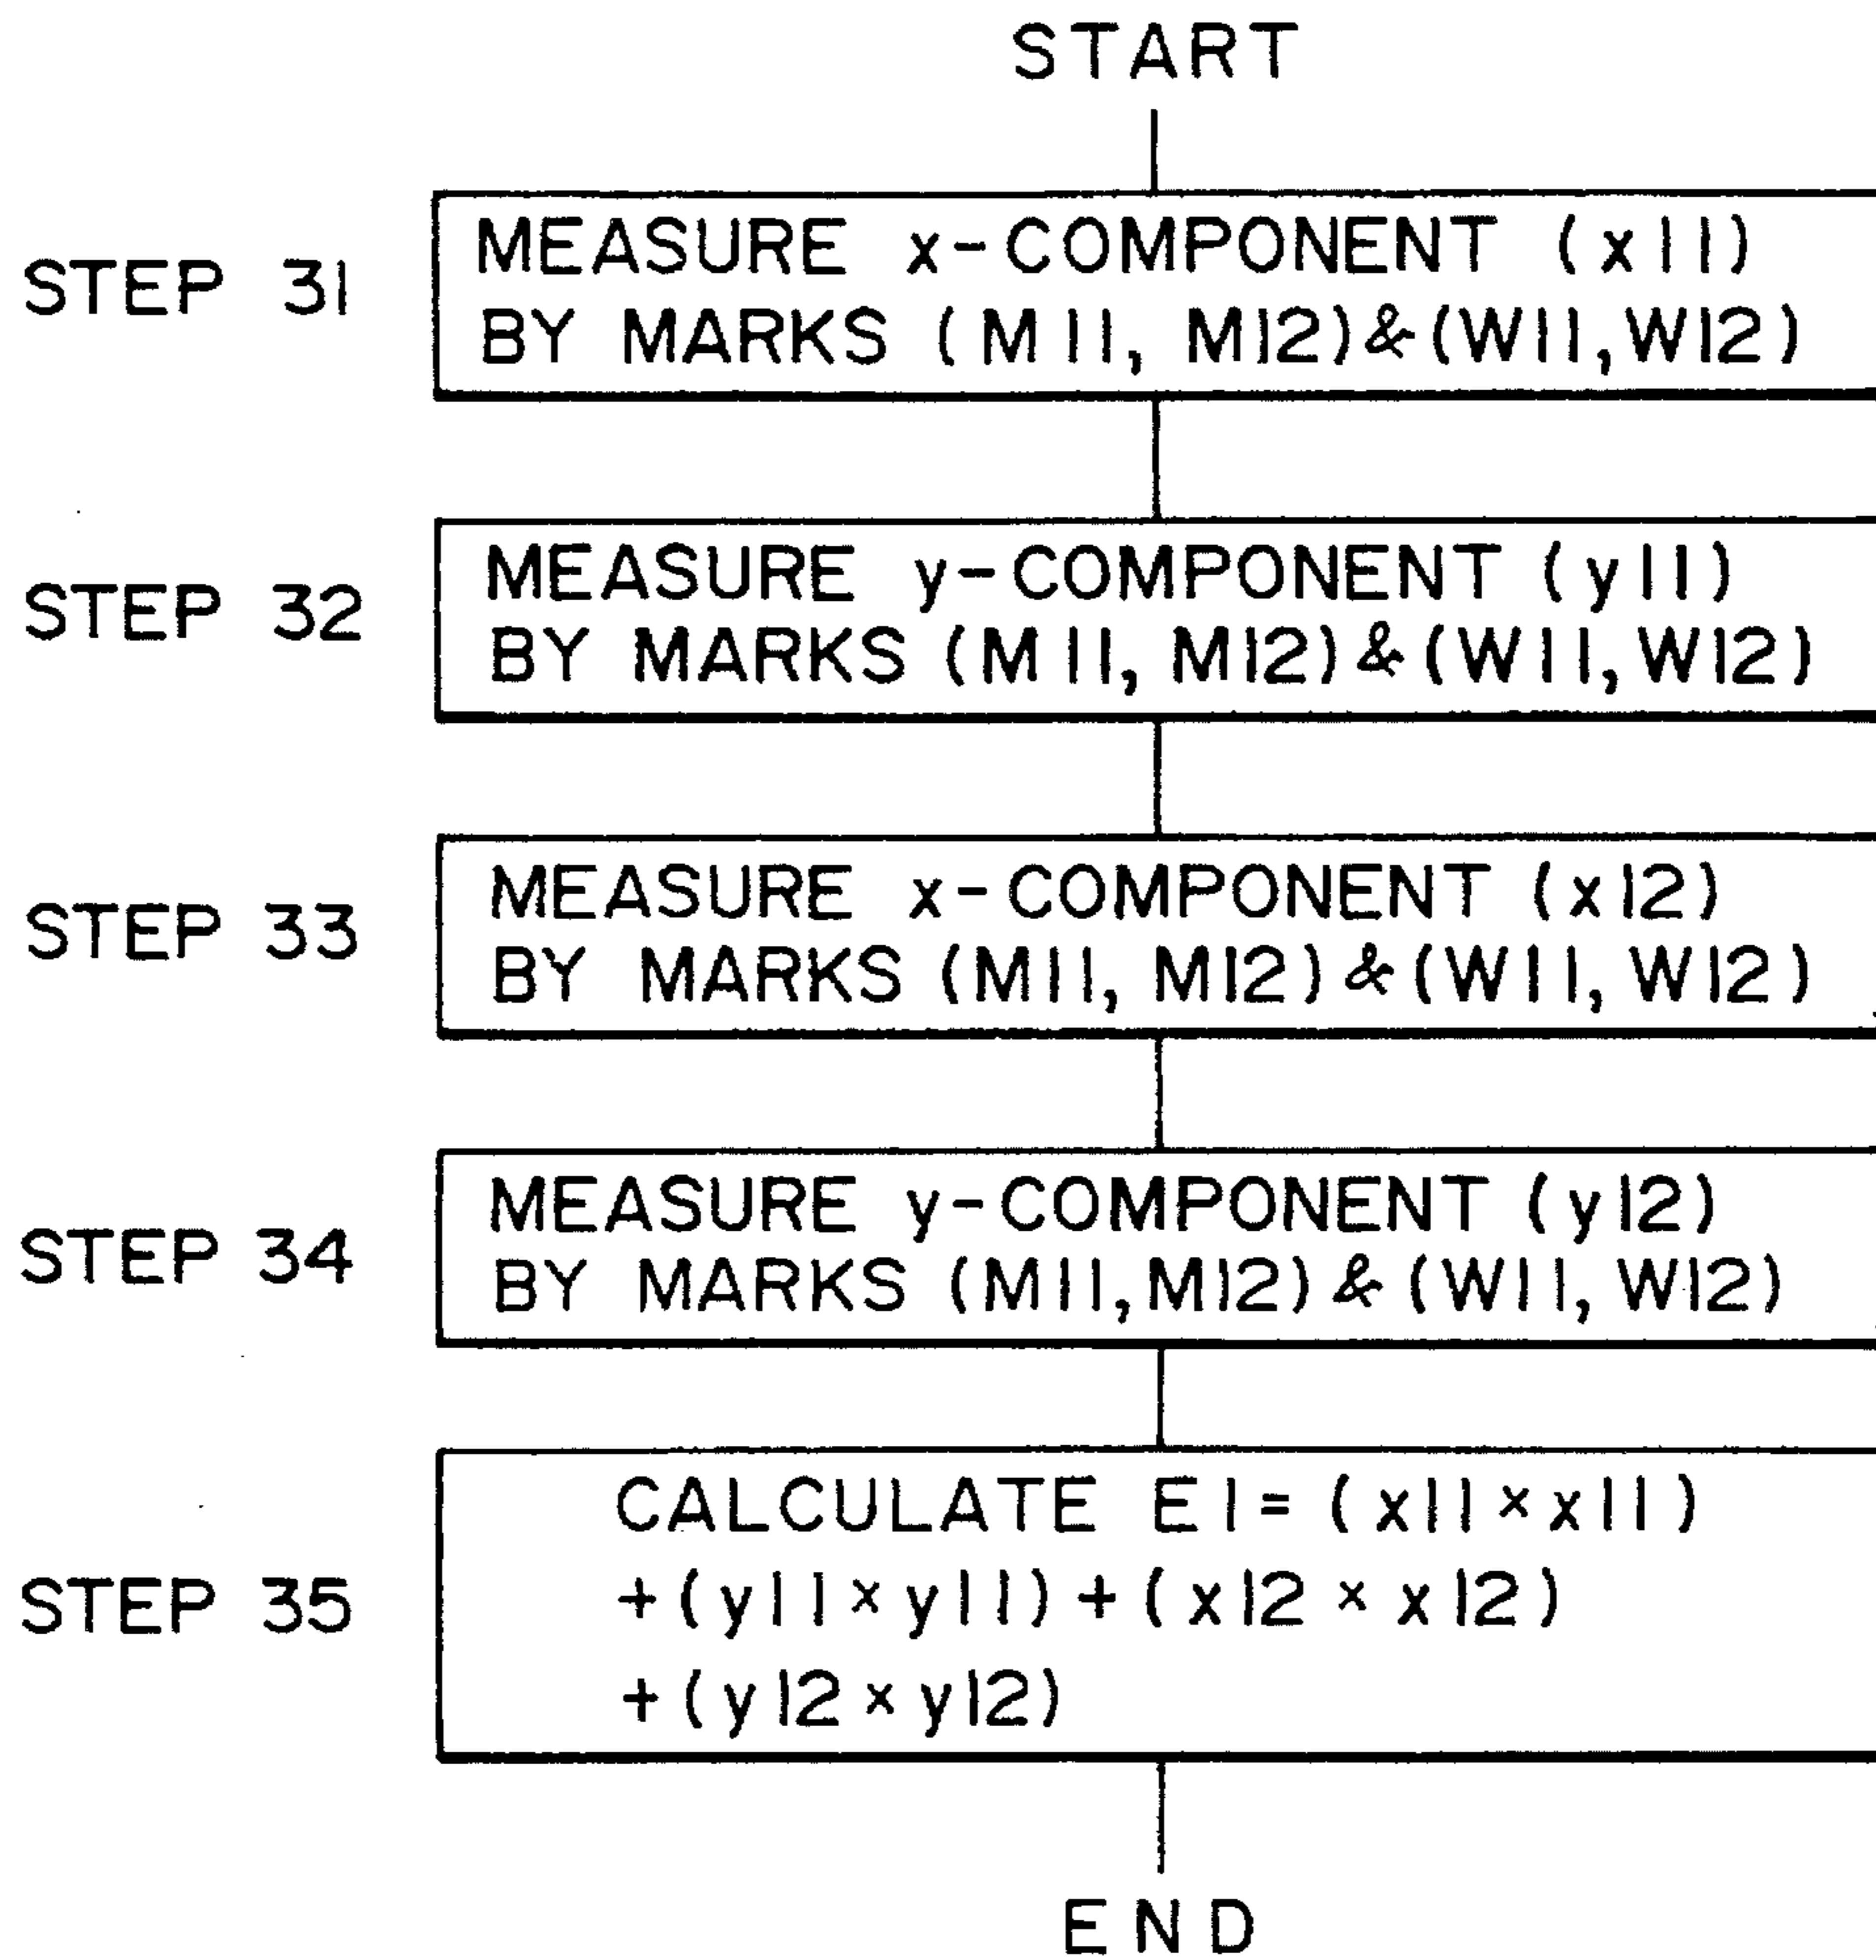 START
STEP 31
MEASURE x-COMPONENT (x11)
BY MARKS (M11, M12)&(W11,W12)
STEP 32
MEASURE y-COMPONENT (y11)
BY MARKS (M11, M12)&(W11,W12)
STEP 33
MEASURE x-COMPONENT (x12)
BY MARKS (M11, M12)&(W11, W12)
STEP 34
MEASURE y-COMPONENT (y12)
BY MARKS (M11,M12)&(W11, W12)
STEP 35
CALCULATE E1=(x11×x11)
+(y11×y11)+(x12×x12)
+(y12×y12)
END